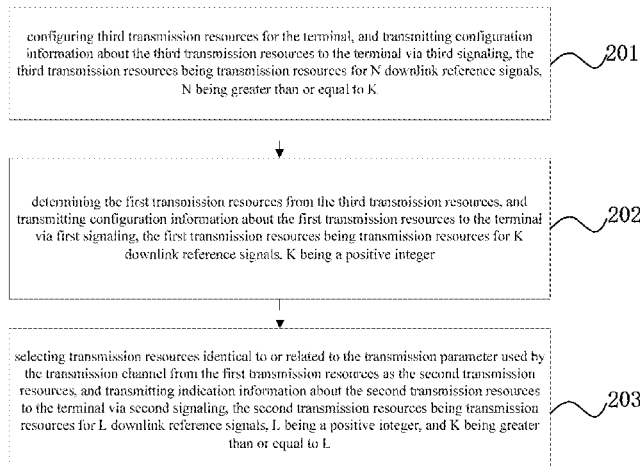 configuring third transmission resources for the terminal, and transmitting configuration
information about the third transmission resources to the terminal via third signaling, the
third transmission resources being transmission resources for N downlink reference signals,
N being greater than or equal to K
201
determining the first transmission resources from the third transmission resources, and
transmitting configuration information about the first transmission resources to the terminal
via first signaling, the first transmission resources being transmission resources for K
downlink reference signals, K being a positive integer
202
selecting transmission resources identical to or related to the transmission parameter used by
the transmission channel from the first transmission resources as the second transmission
resources, and transmitting indication information about the second transmission resources
to the terminal via second signaling, the second transmission resources being transmission
resources for L downlink reference signals, L being a positive integer, and K being greater
than or equal to L
203